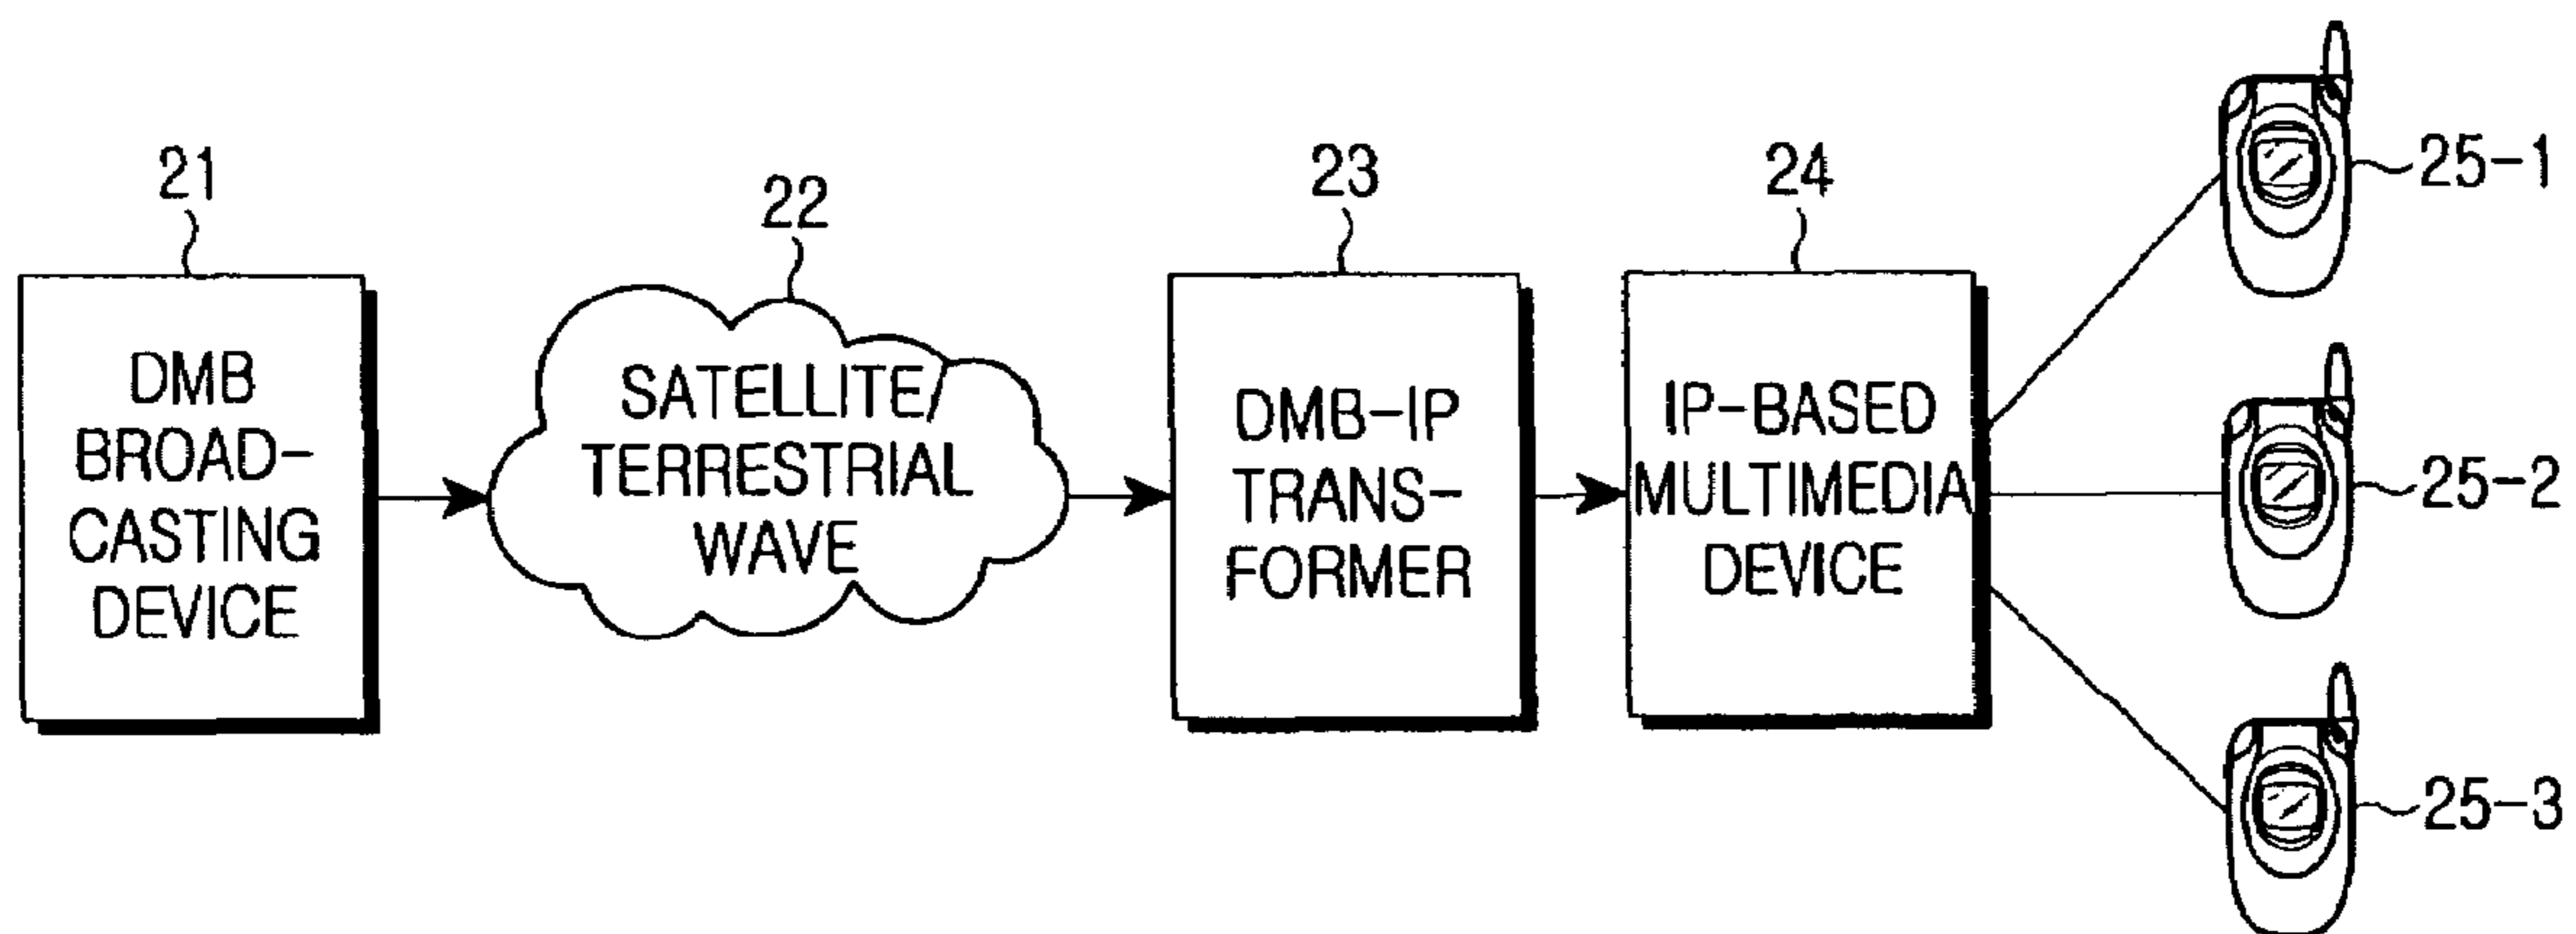 21
DMB
BROAD-
CASTING
DEVICE
22
SATELLITE/
TERRESTRIAL
WAVE
23
DMB-IP
TRANS-
FORMER
24
IP-BASED
MULTIMEDIA
DEVICE
25-1
25-2
25-3